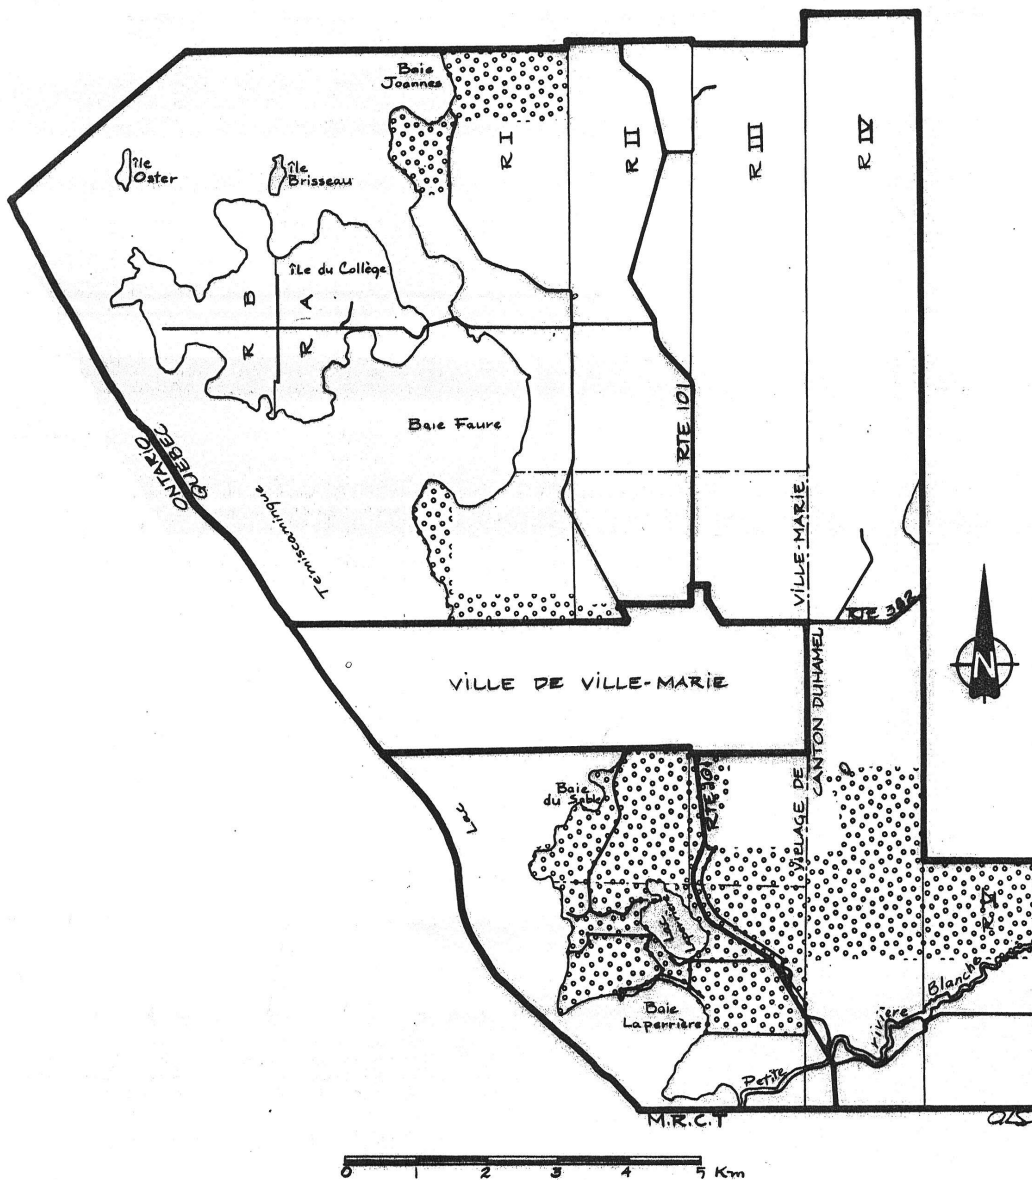 Baie
Joannes
R I
R II
R III
R IV
île
Oster
île
Brisseau
île du Collège
B
A
R
R
Baie Faure
RTE 101
ONTARIO
QUÉBEC
Témiscamingue
VILLE-MARIE
RTE 382
N
VILLE DE VILLE-MARIE
CANTON DUHAMEL
VILLAGE DE
Baie
du Sable
RTE 101
Lac
Lac
R V
Baie
Laperrière
Petite
rivière
Blanche
M.R.C.T
0 1 2 3 4 5 Km